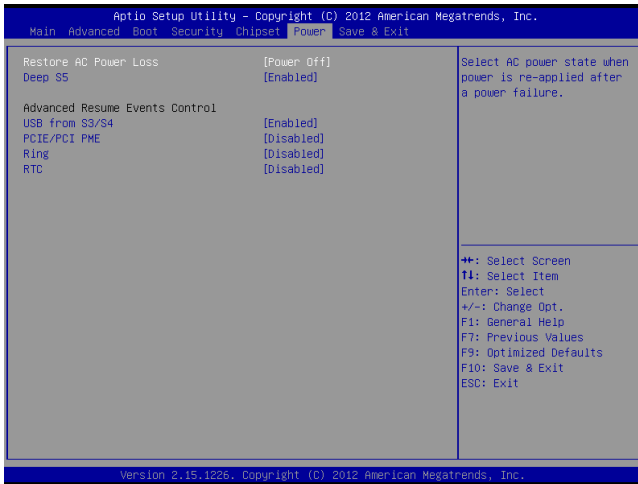 Aptio Setup Utility – Copyright (C) 2012 American Megatrends, Inc.
Main Advanced Boot Security Chipset Power Save & Exit
Restore AC Power Loss [Power Off]
Deep S5 [Enabled]
Advanced Resume Events Control
USB from S3/S4 [Enabled]
PCIE/PCI PME [Disabled]
Ring [Disabled]
RTC [Disabled]
Select AC power state when
power is re-applied after
a power failure.
→←: Select Screen
↑↓: Select Item
Enter: Select
+/-: Change Opt.
F1: General Help
F7: Previous Values
F9: Optimized Defaults
F10: Save & Exit
ESC: Exit
Version 2.15.1226. Copyright (C) 2012 American Megatrends, Inc.